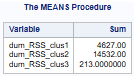 The MEANS Procedure
Variable Sum
dum_RSS_clus1 4627.00
dum_RSS_clus2 14532.00
dum_RSS_clus3 213.0000000